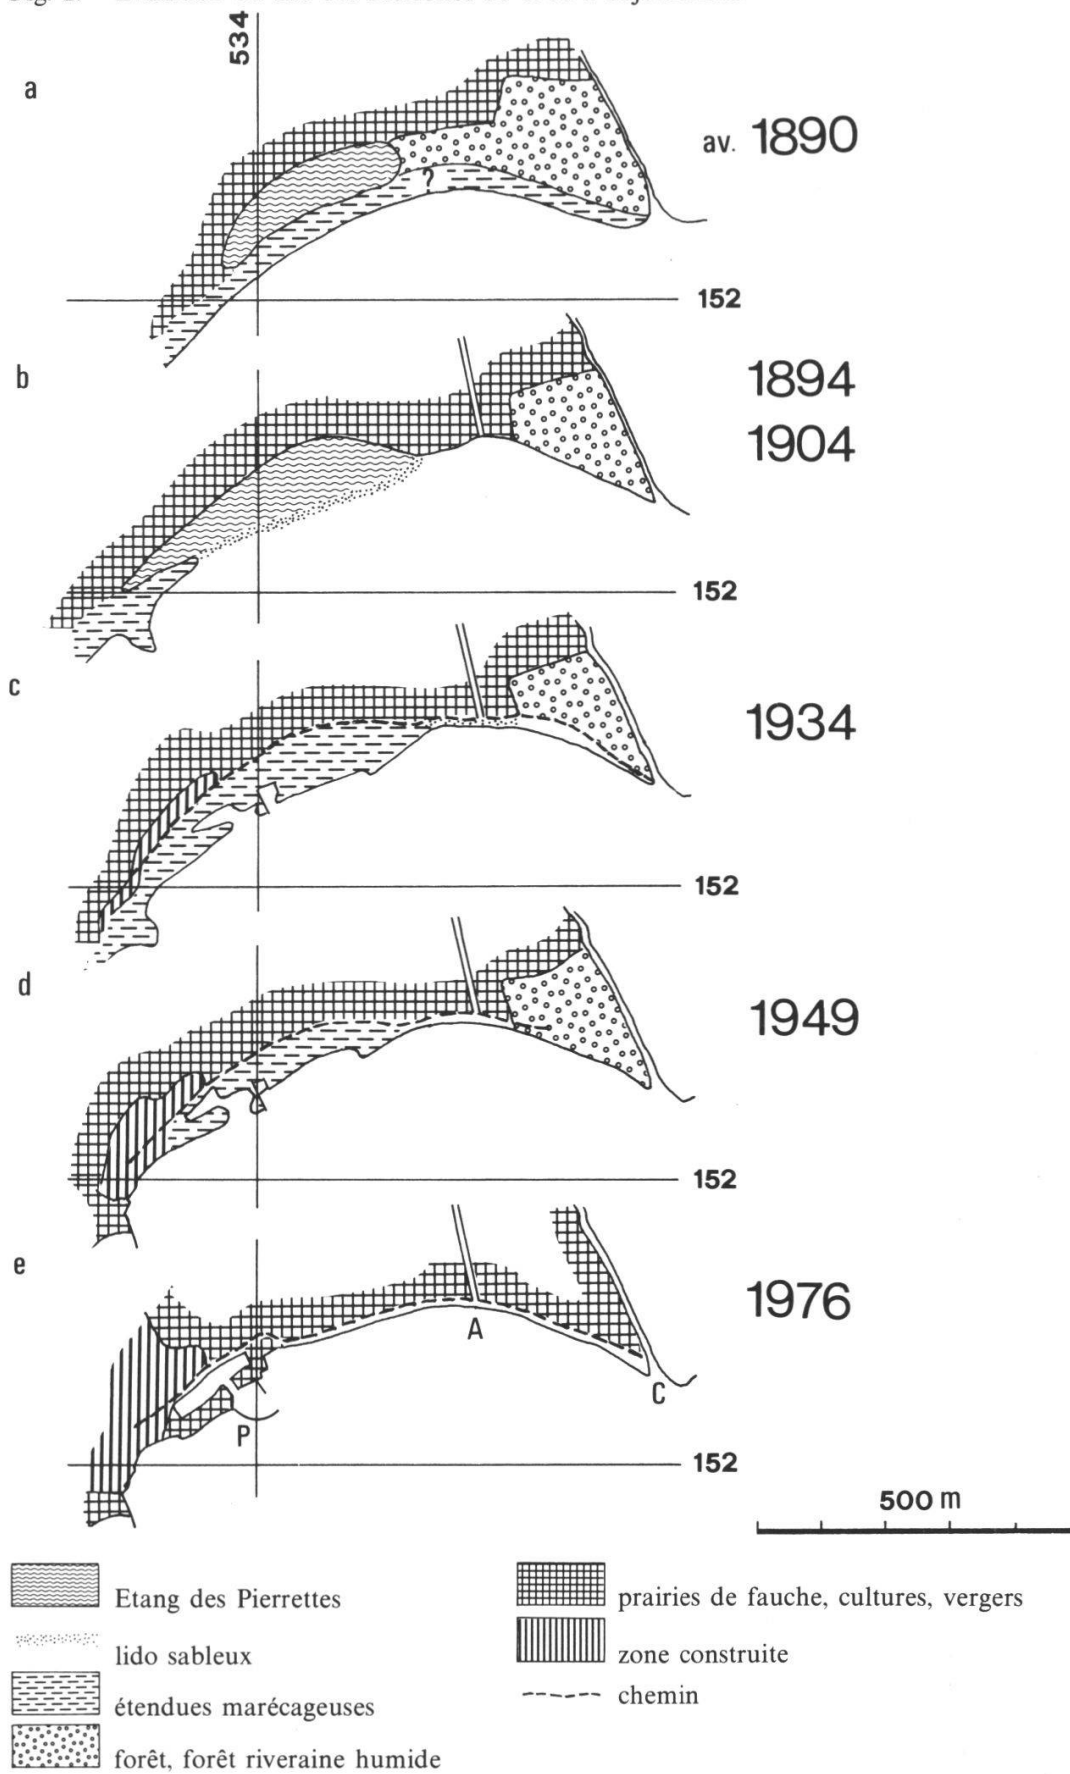 534
a
av. 1890
?
152
b
1894
1904
152
c
1934
152
d
1949
152
e
1976
A
C
P
152
500 m
Etang des Pierrettes
lido sableux
étendues marécageuses
forêt, forêt riveraine humide
prairies de fauche, cultures, vergers
zone construite
chemin